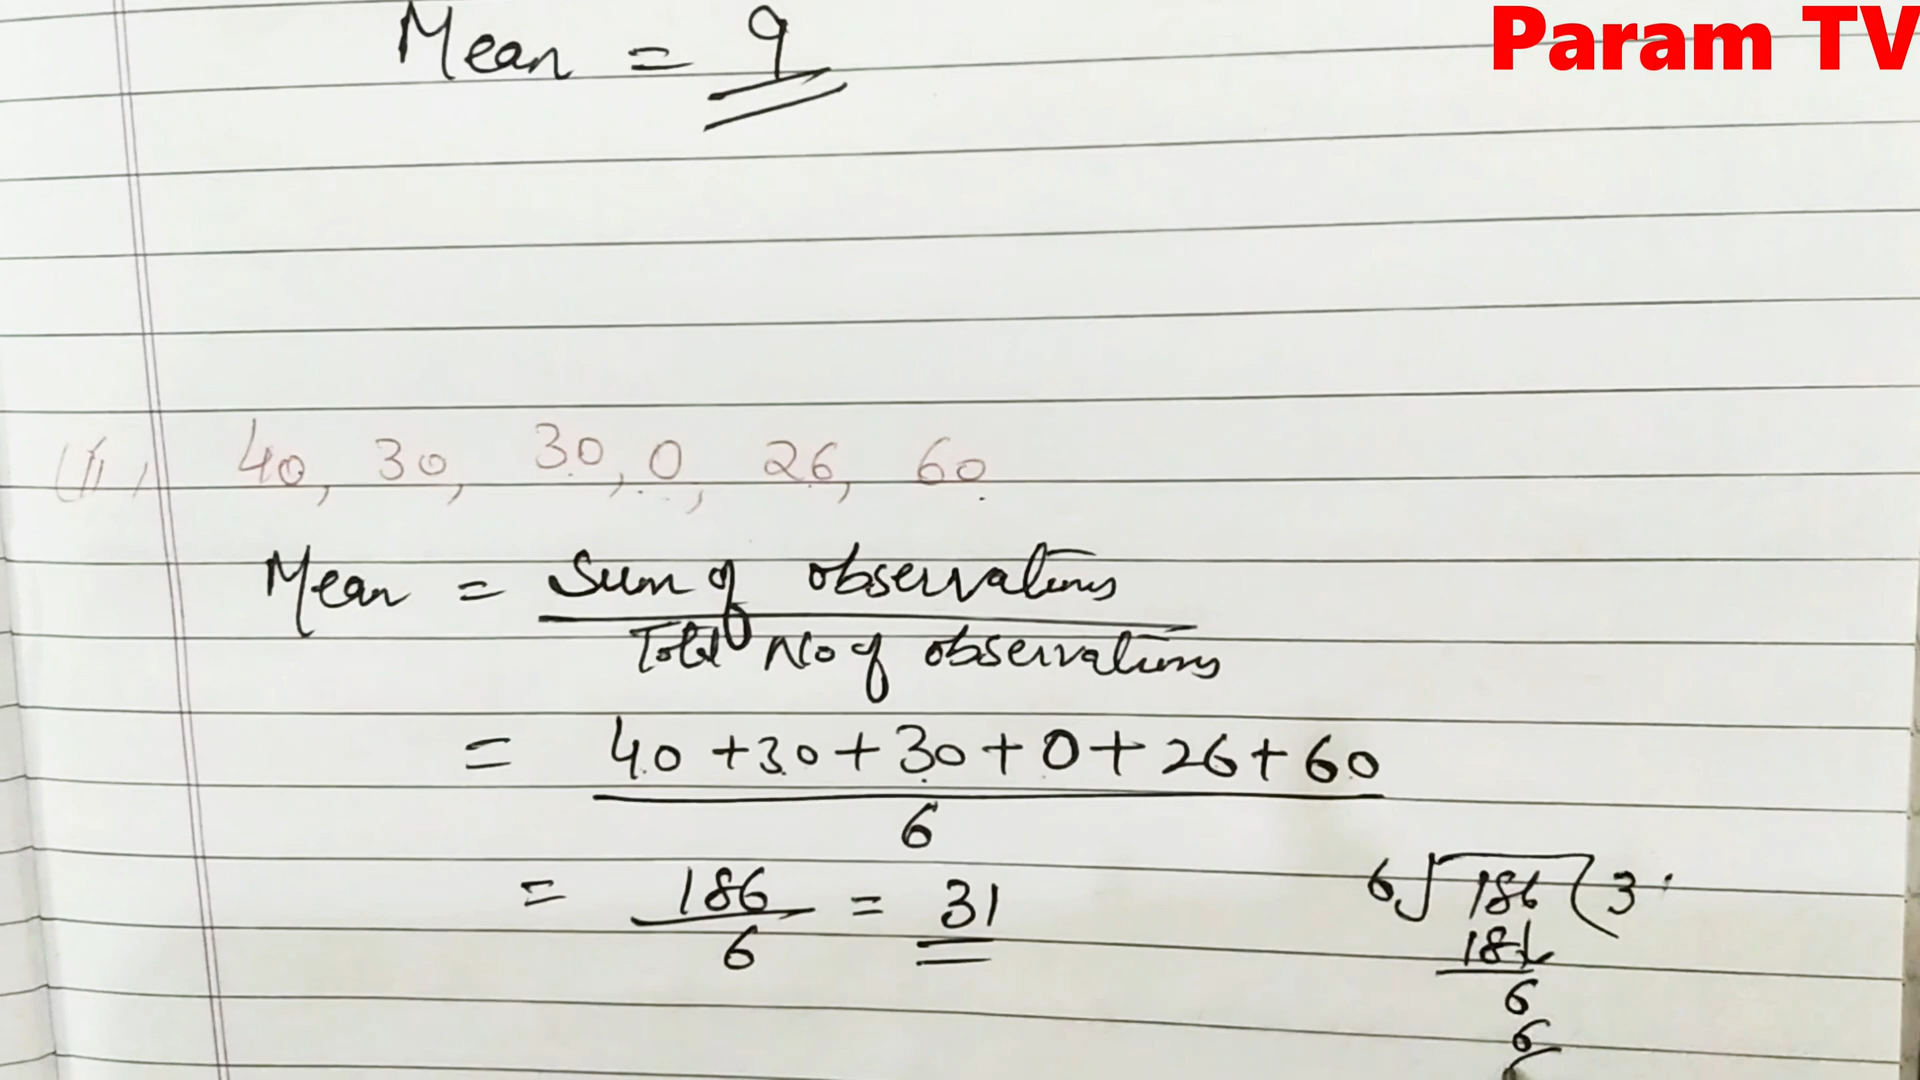 Mean = 9
Param TV
(ii) 40, 30, 30, 0, 26, 60.
Mean = Sum of observations
Total No of observations
= 40 + 30 + 30 + 0 + 26 + 60
6
= 186 = 31
6
6 186 (3
18
6
6